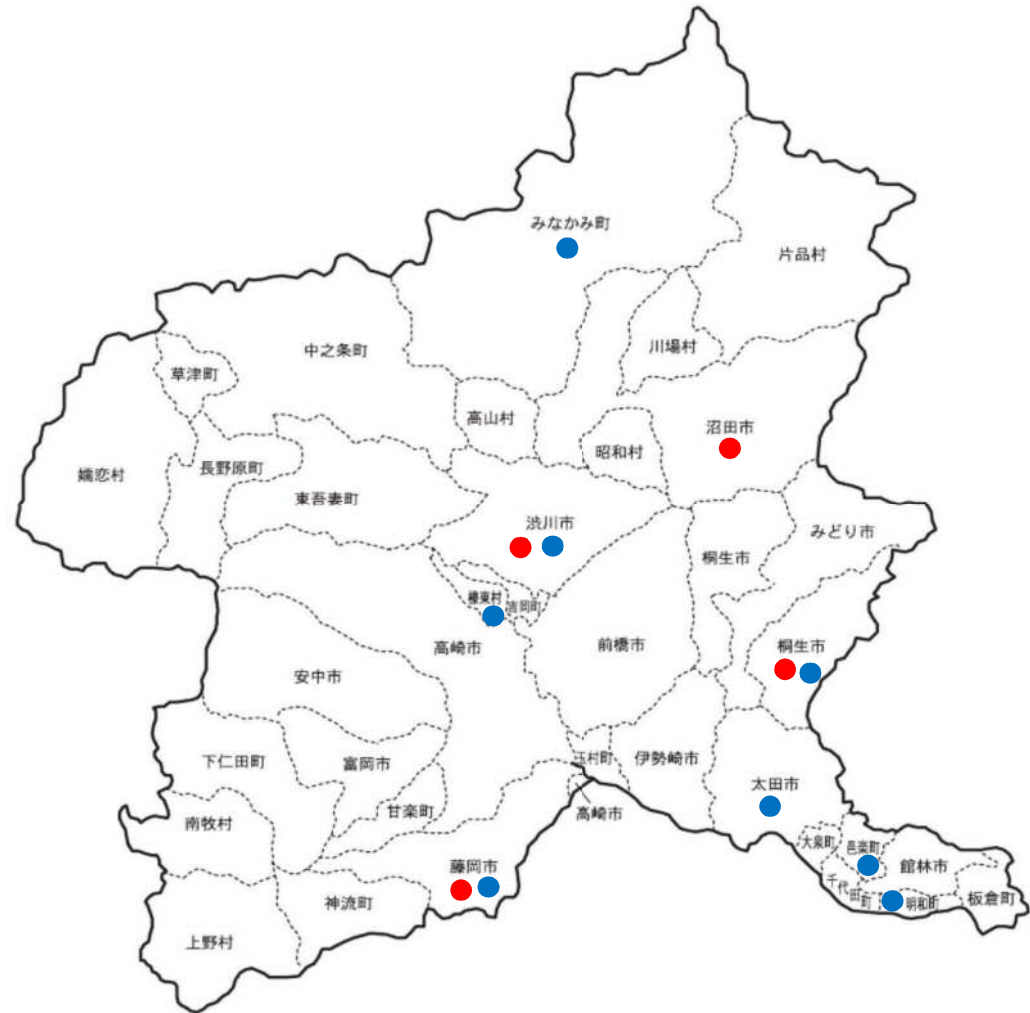 みなかみ町
片品村
川場村
中之条町
草津町
高山村
沼田市
昭和村
嬬恋村
長野原町
東吾妻町
渋川市
みどり市
桐生市
榛東村
吉岡町
前橋市
高崎市
桐生市
安中市
下仁田町
富岡市
玉村町
伊勢崎市
太田市
甘楽町
高崎市
南牧村
大泉町
邑楽町
館林市
藤岡市
千代田町
明和町
板倉町
神流町
上野村